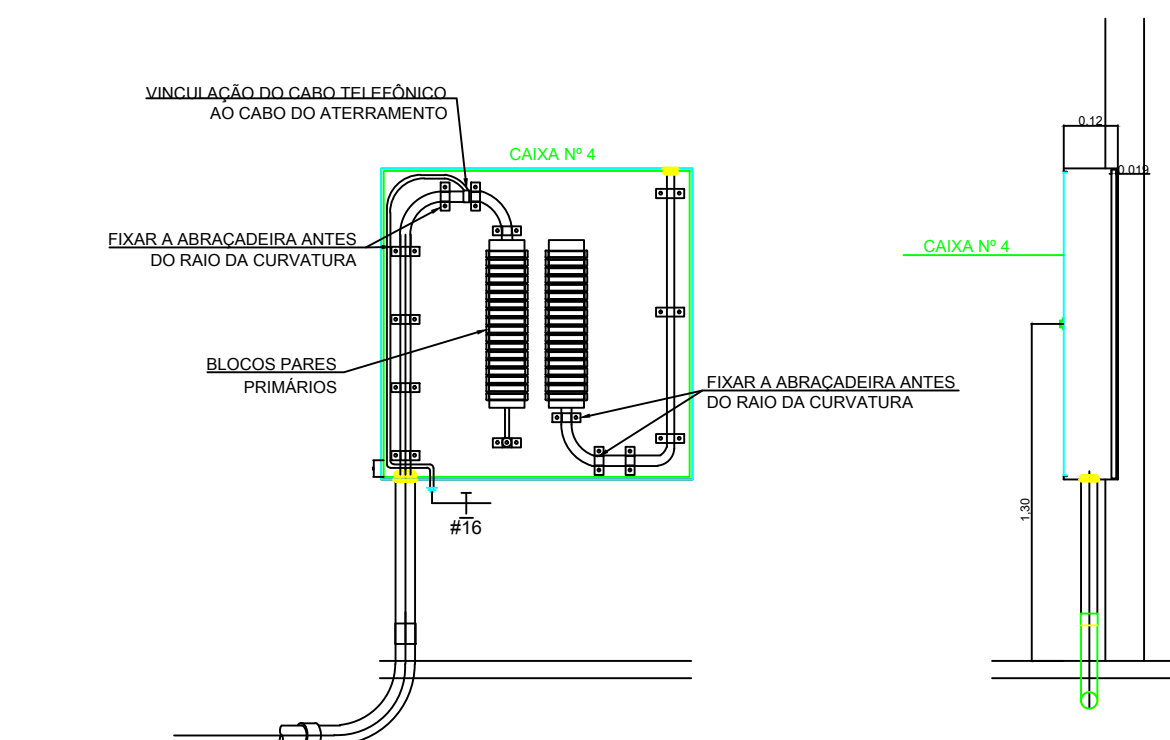 VINCULAÇÃO DO CABO TELEFÔNICO
AO CABO DO ATERRAMENTO
CAIXA Nº 4
FIXAR A ABRAÇADEIRA ANTES
DO RAIO DA CURVATURA
BLOCOS PARES
PRIMÁRIOS
FIXAR A ABRAÇADEIRA ANTES
DO RAIO DA CURVATURA
#16
0.12
0.019
CAIXA Nº 4
1.30